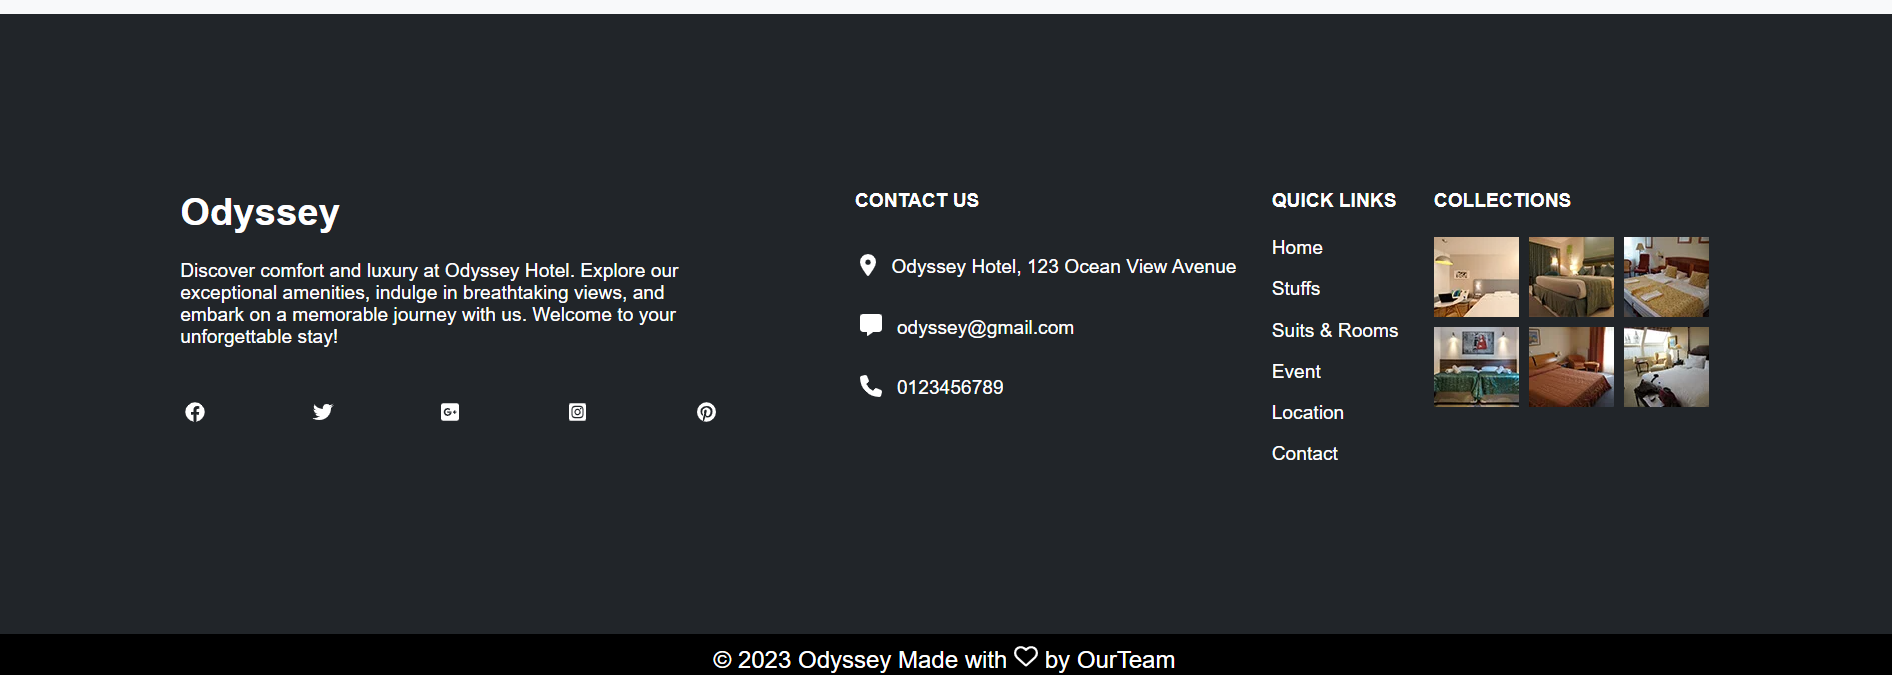 Odyssey
Discover comfort and luxury at Odyssey Hotel. Explore our
exceptional amenities, indulge in breathtaking views, and
embark on a memorable journey with us. Welcome to your
unforgettable stay!
CONTACT US
Odyssey Hotel, 123 Ocean View Avenue
odyssey@gmail.com
0123456789
QUICK LINKS
Home
Stuffs
Suits & Rooms
Event
Location
Contact
COLLECTIONS
© 2023 Odyssey Made with by OurTeam